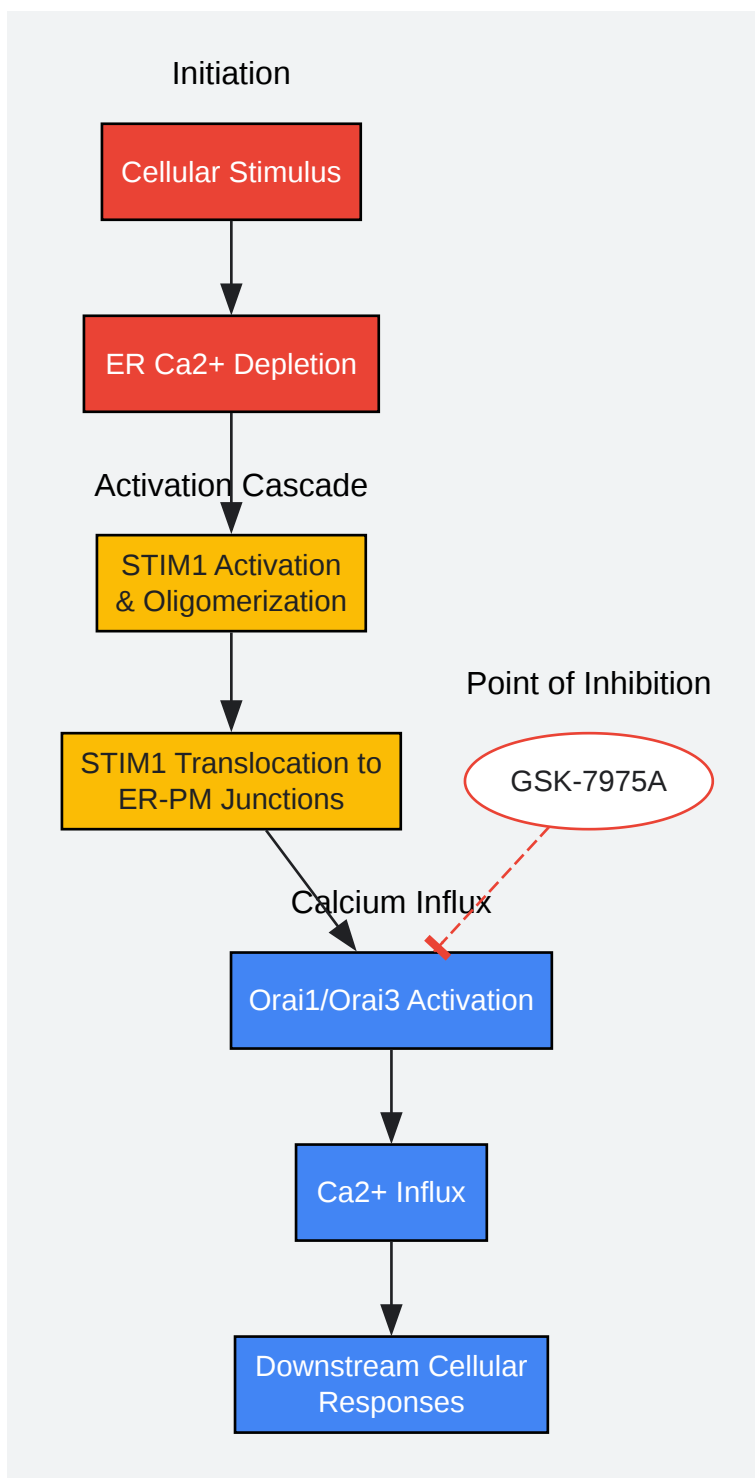 Initiation
Cellular Stimulus
ER Ca2+ Depletion
Activation Cascade
STIM1 Activation
& Oligomerization
Point of Inhibition
STIM1 Translocation to
ER-PM Junctions
GSK-7975A
Calcium Influx
Orai1/Orai3 Activation
Ca2+ Influx
Downstream Cellular
Responses